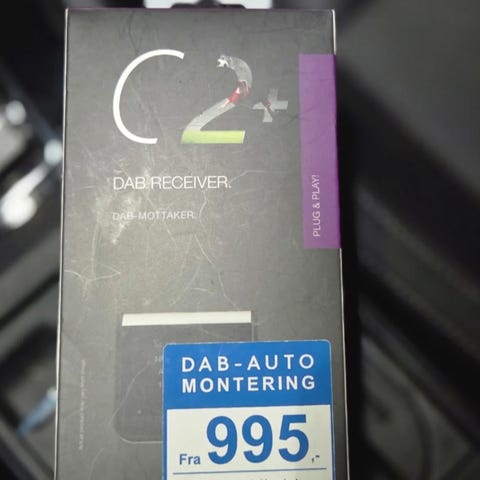 C2+
DAB RECEIVER.
DAB-MOTTAKER.
PLUG & PLAY!
DAB-AUTO
MONTERING
Fra 995,-